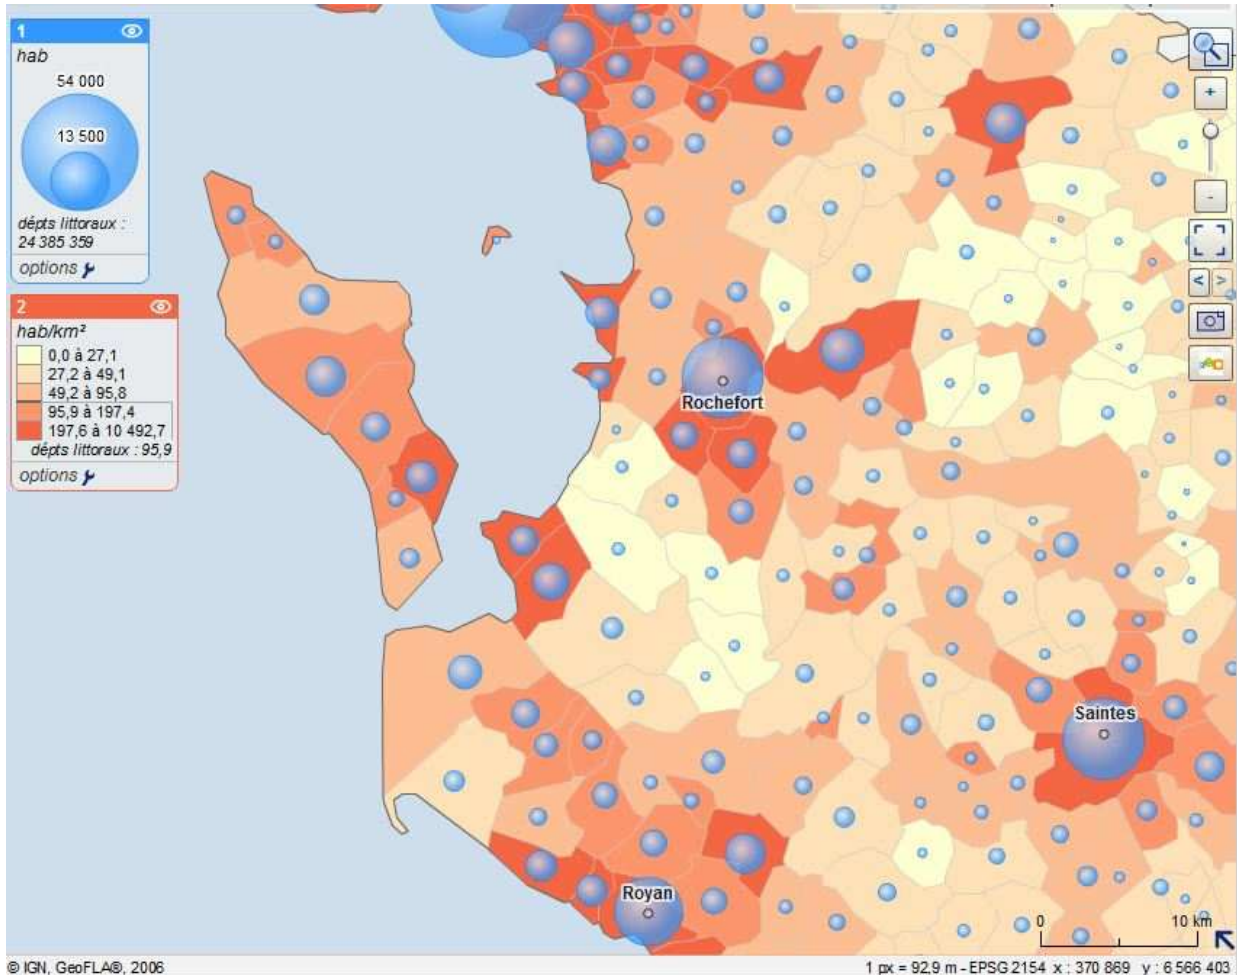 1
hab
54 000
13 500
dépts littoraux :
24 385 359
options
2
hab/km²
0,0 à 27,1
27,2 à 49,1
49,2 à 95,8
95,9 à 197,4
197,6 à 10 492,7
dépts littoraux : 95,9
options
+
-
< >
Rochefort
Saintes
Royan
0 10 km
© IGN, GeoFLA®, 2006
1 px = 92,9 m - EPSG 2154 x : 370 869 y : 6 566 403